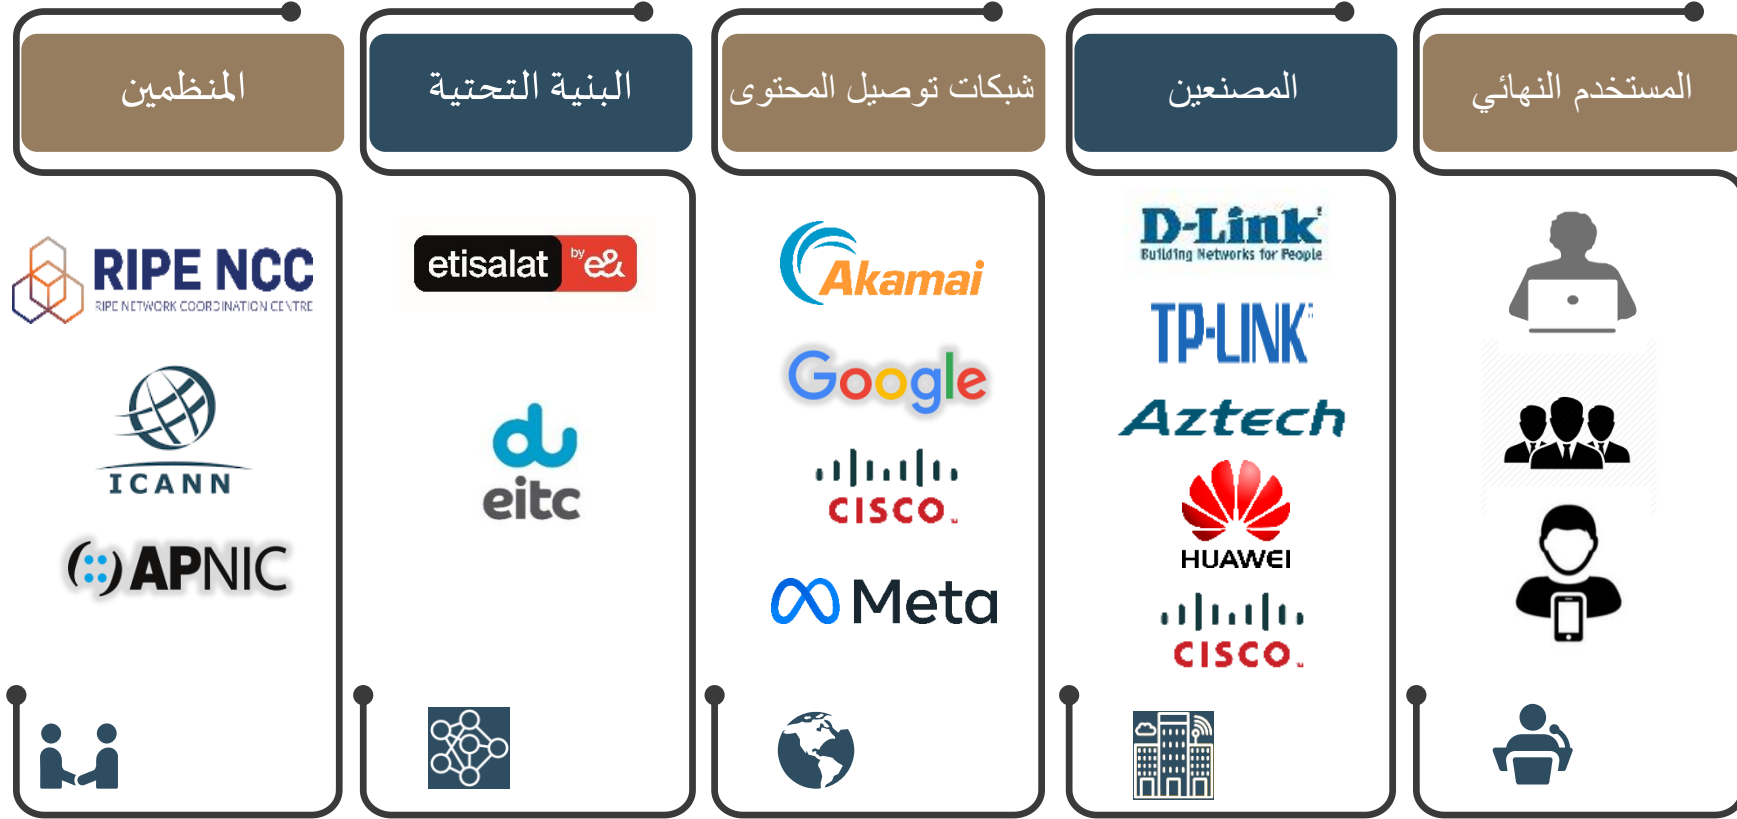 المستخدم النهائي
المصنعين
D-Link
Building Networks for People
TP-LINK
Aztech
HUAWEI
CISCO
شبكات توصيل المحتوى
Akamai
Google
CISCO
Meta
البنية التحتية
etisalat by e&
du
eitc
المنظمين
RIPE NCC
RIPE NETWORK COORDINATION CENTRE
ICANN
APNIC